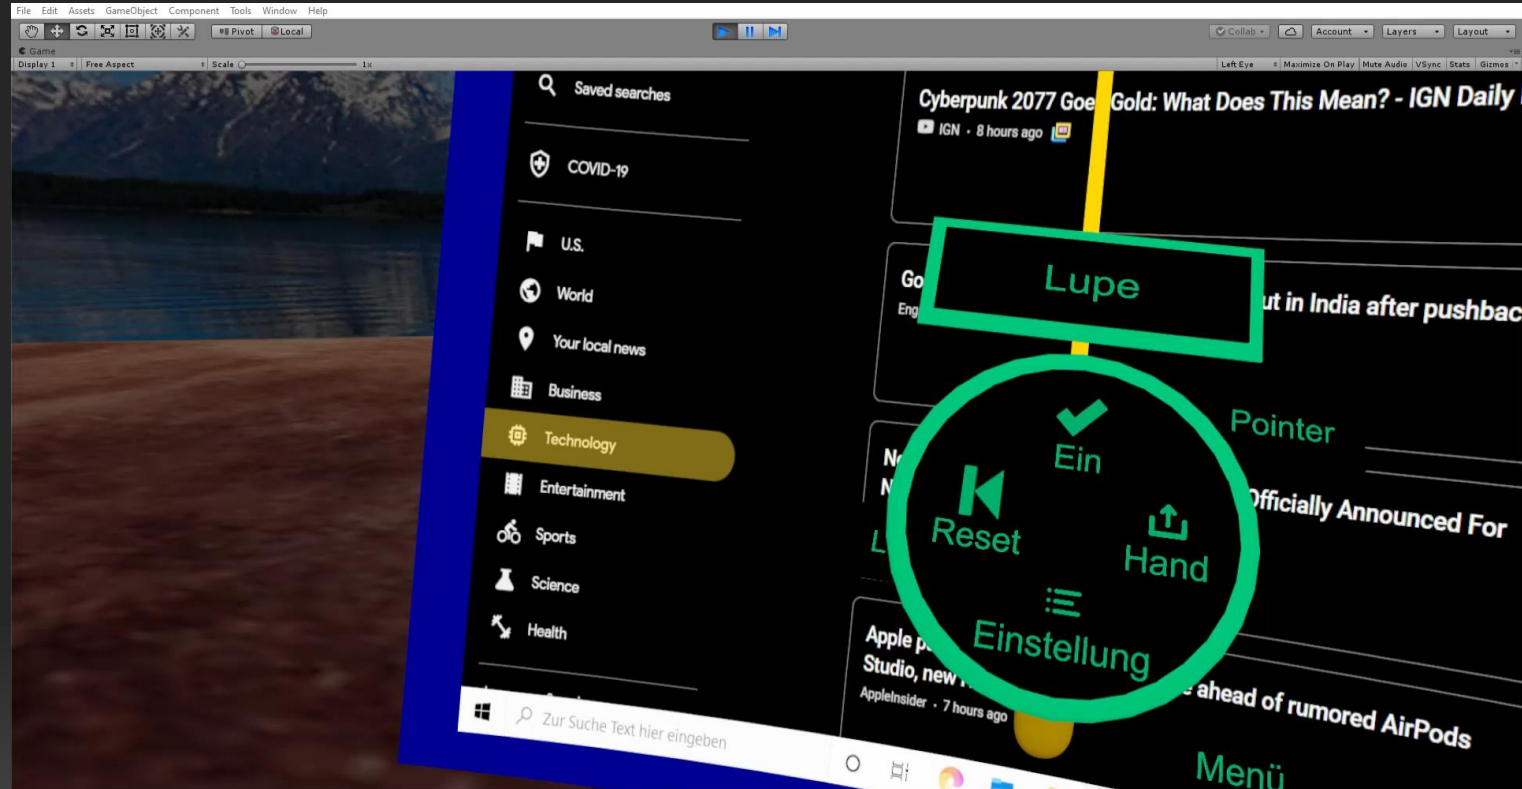 File Edit Assets GameObject Component Tools Window Help
Pivot Local Collab Account Layers Layout
Game
Display 1 Free Aspect Scale 1x Left Eye Maximize On Play Mute Audio VSync Stats Gizmos
Saved searches
COVID-19
U.S.
World
Your local news
Business
Technology
Entertainment
Sports
Science
Health
Zur Suche Text hier eingeben
Cyberpunk 2077 Goe Gold: What Does This Mean? - IGN Daily
IGN · 8 hours ago
Lupe
Go ut in India after pushbac
Eng
Pointer
Ein
Reset
Hand
Einstellung
Officially Announced For
Apple p
Studio, new ahead of rumored AirPods
AppleInsider · 7 hours ago
Menü